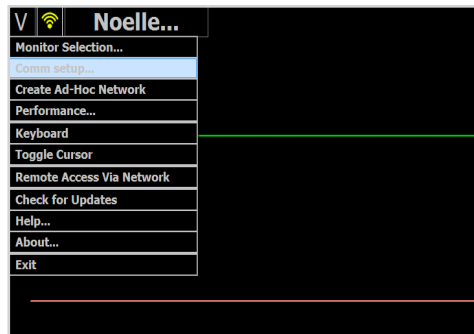 V Noelle...
Monitor Selection...
Comm setup...
Create Ad-Hoc Network
Performance...
Keyboard
Toggle Cursor
Remote Access Via Network
Check for Updates
Help...
About...
Exit